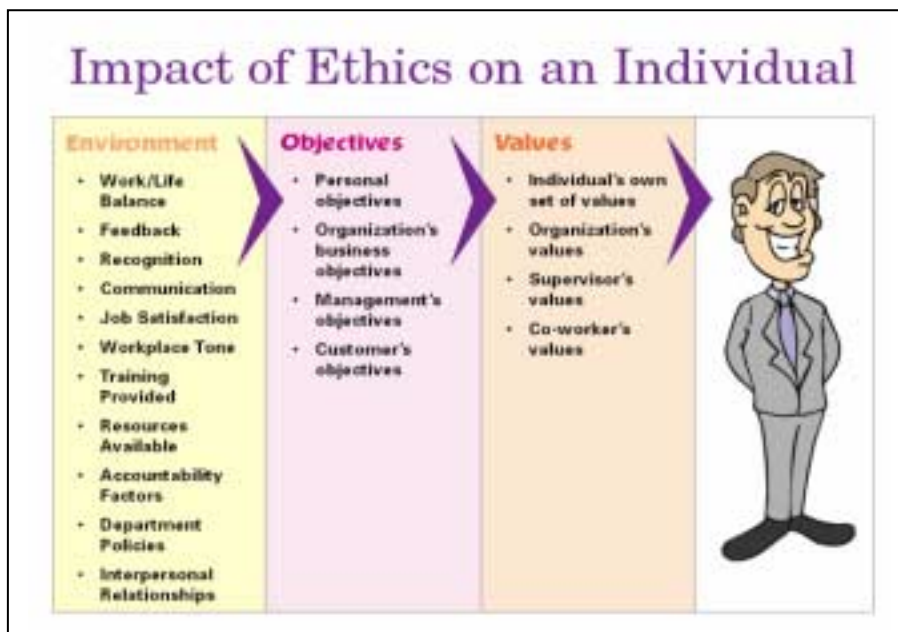 Impact of Ethics on an Individual
Environment
• Work/Life
Balance
• Feedback
• Recognition
• Communication
• Job Satisfaction
• Workplace Tone
• Training
Provided
• Resources
Available
• Accountability
Factors
• Department
Policies
• Interpersonal
Relationships
Objectives
• Personal
objectives
• Organization's
business
objectives
• Management's
objectives
• Customer's
objectives
Values
• Individual's own
set of values
• Organization's
values
• Supervisor's
values
• Co-worker's
values